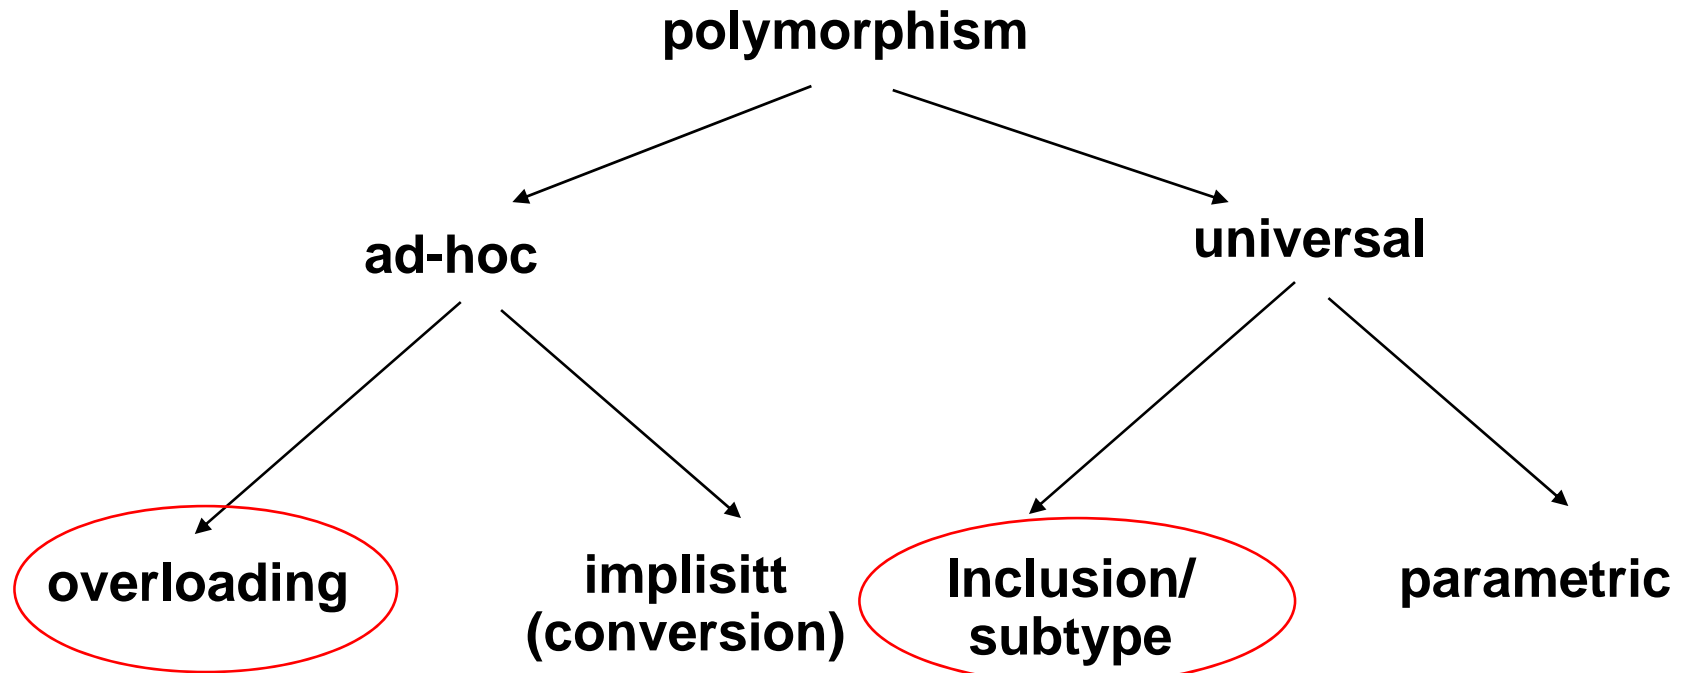 polymorphism
ad-hoc
universal
overloading
implisitt
(conversion)
Inclusion/
subtype
parametric